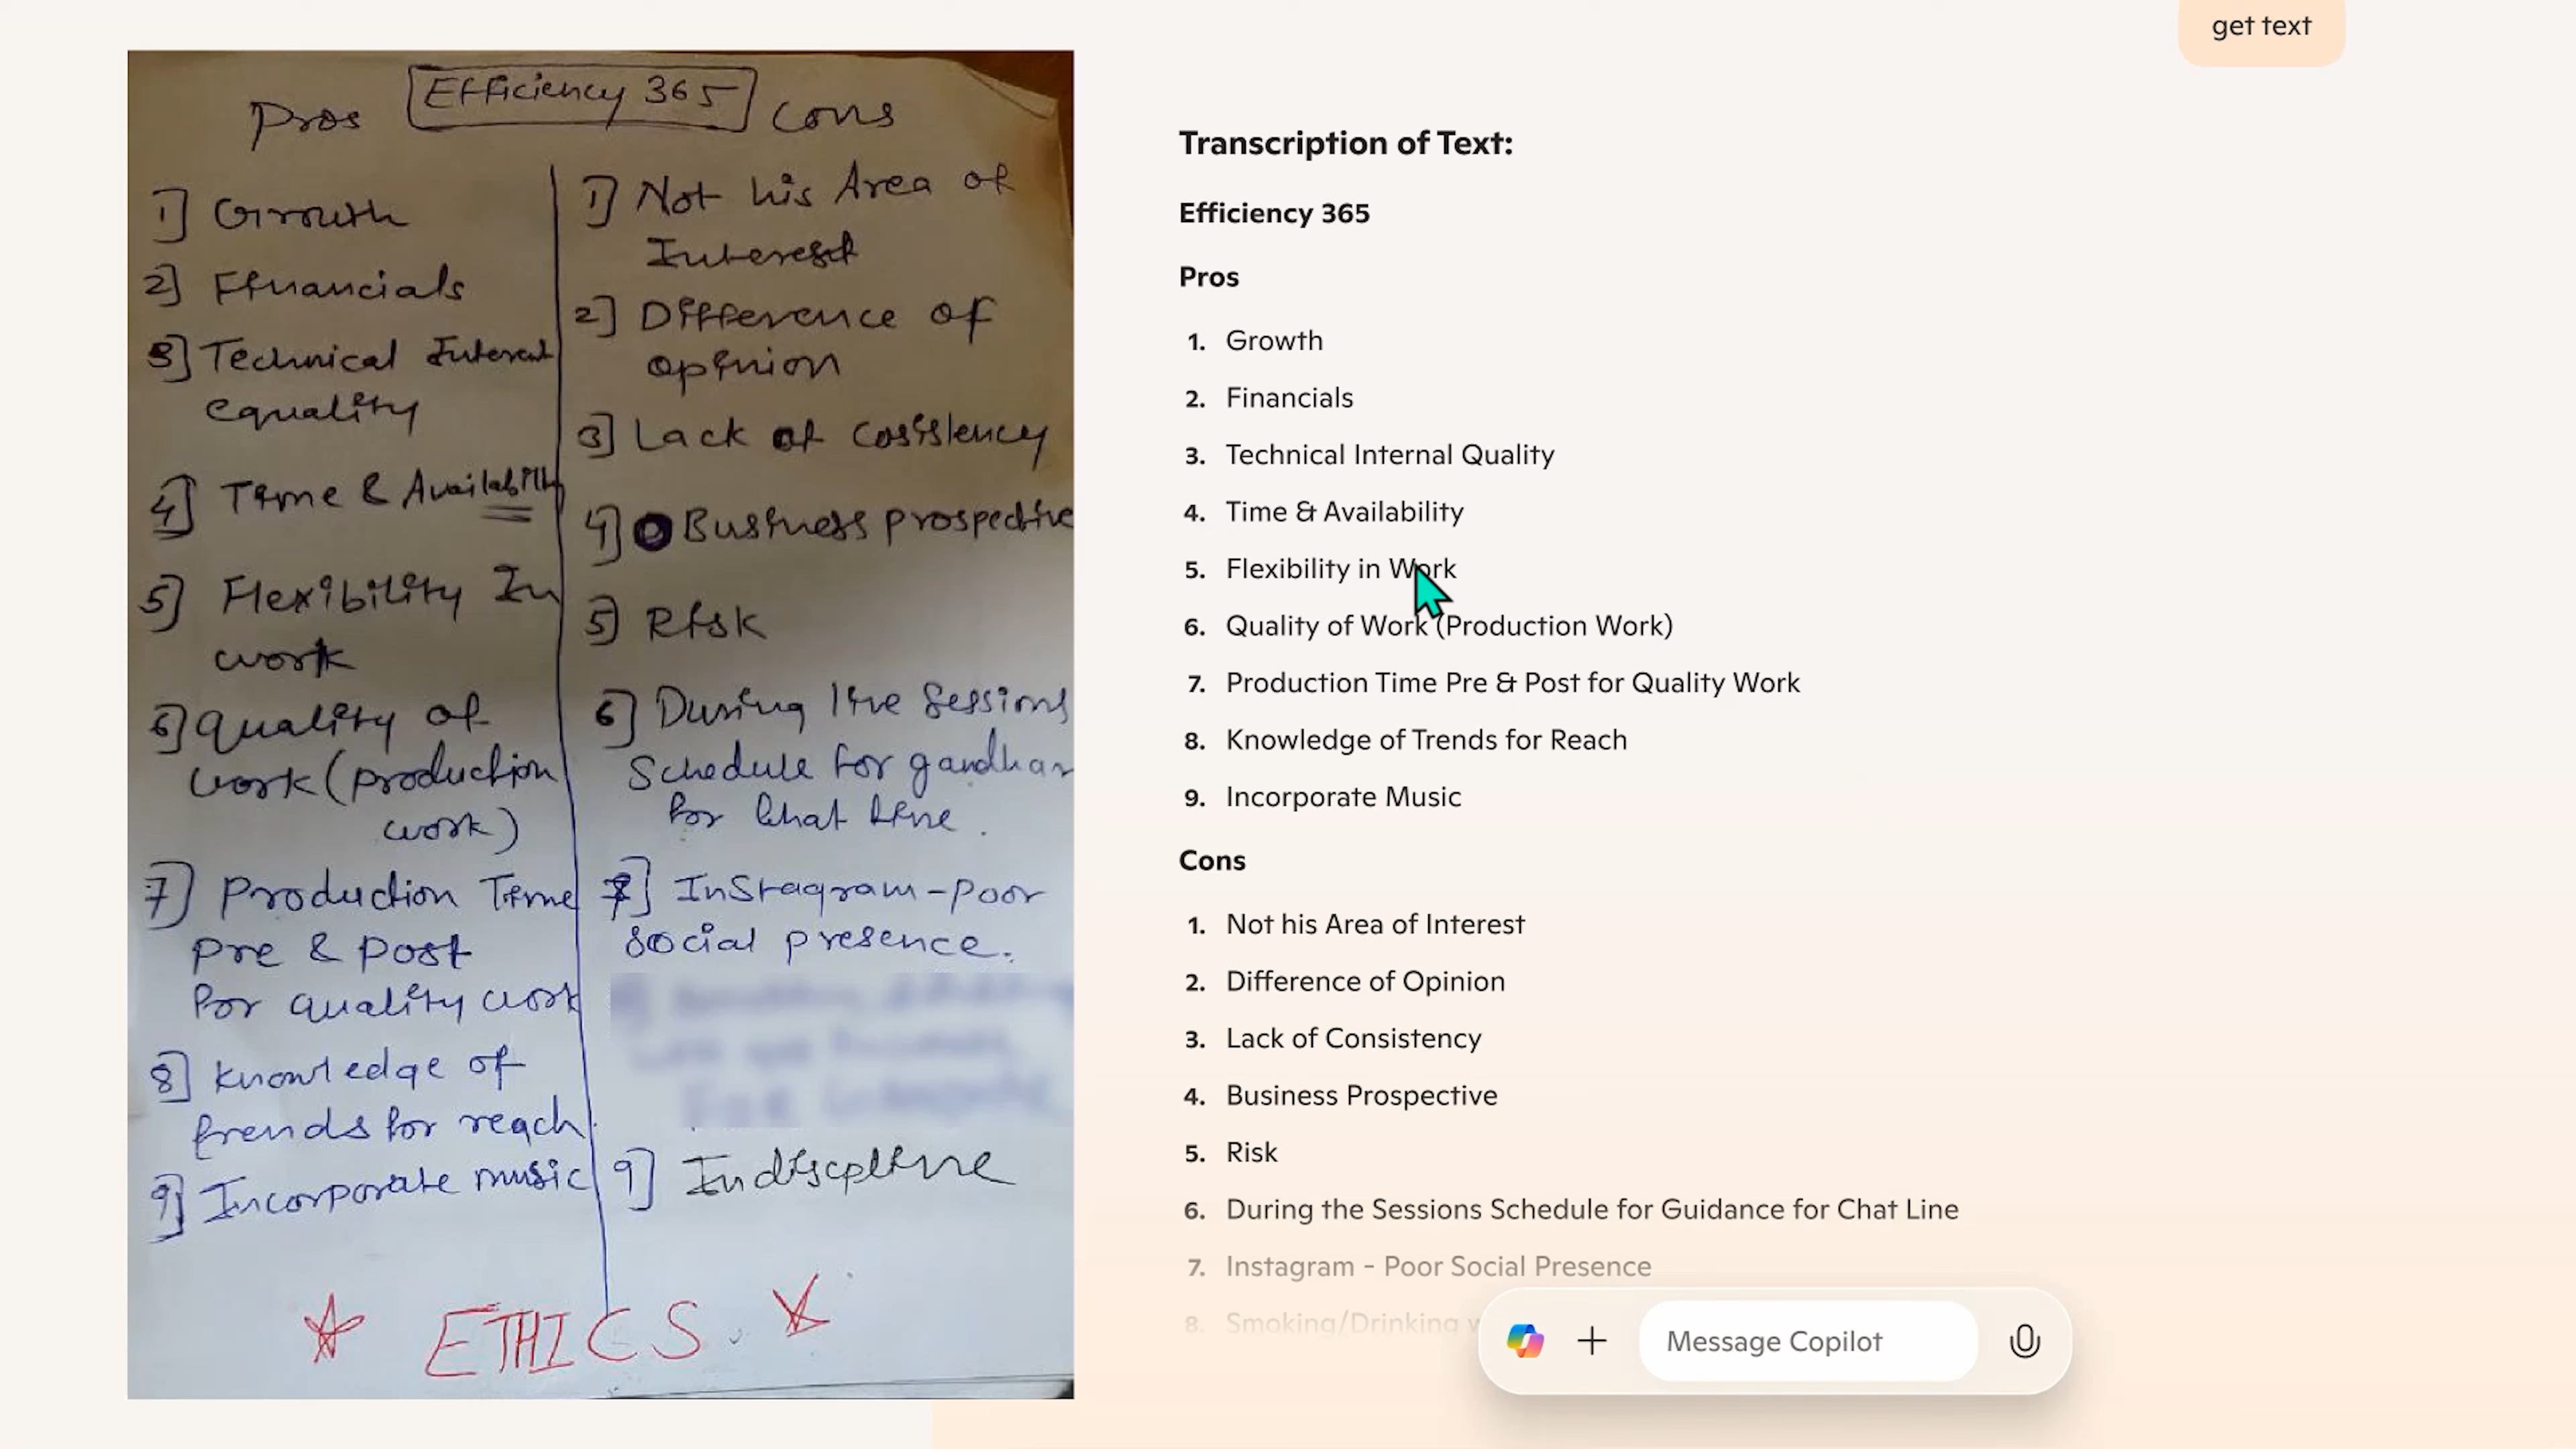 get text
Efficiency 365
Pros
Cons
1] Growth
2] Ffinancials
3] Technical Interest
equality
4] Time & Availability
5] Flexibility In
work
6] Quality of
work (production
work)
7] Production Time
pre & post
for quality work
8] Knowledge of
trends for reach
9] Incorporate music
1] Not his Area of
Interest
2] Difference of
opinion
3] Lack of Cosistency
4] Business prospective
5] Risk
6] During live Sessions
Schedule for gandhar
for that time.
7] InStagram - poor
social presence.
9] Indiscpline
ETHICS
Transcription of Text:
Efficiency 365
Pros
1. Growth
2. Financials
3. Technical Internal Quality
4. Time & Availability
5. Flexibility in Work
6. Quality of Work (Production Work)
7. Production Time Pre & Post for Quality Work
8. Knowledge of Trends for Reach
9. Incorporate Music
Cons
1. Not his Area of Interest
2. Difference of Opinion
3. Lack of Consistency
4. Business Prospective
5. Risk
6. During the Sessions Schedule for Guidance for Chat Line
7. Instagram - Poor Social Presence
8. Smoking/Drinking
Message Copilot